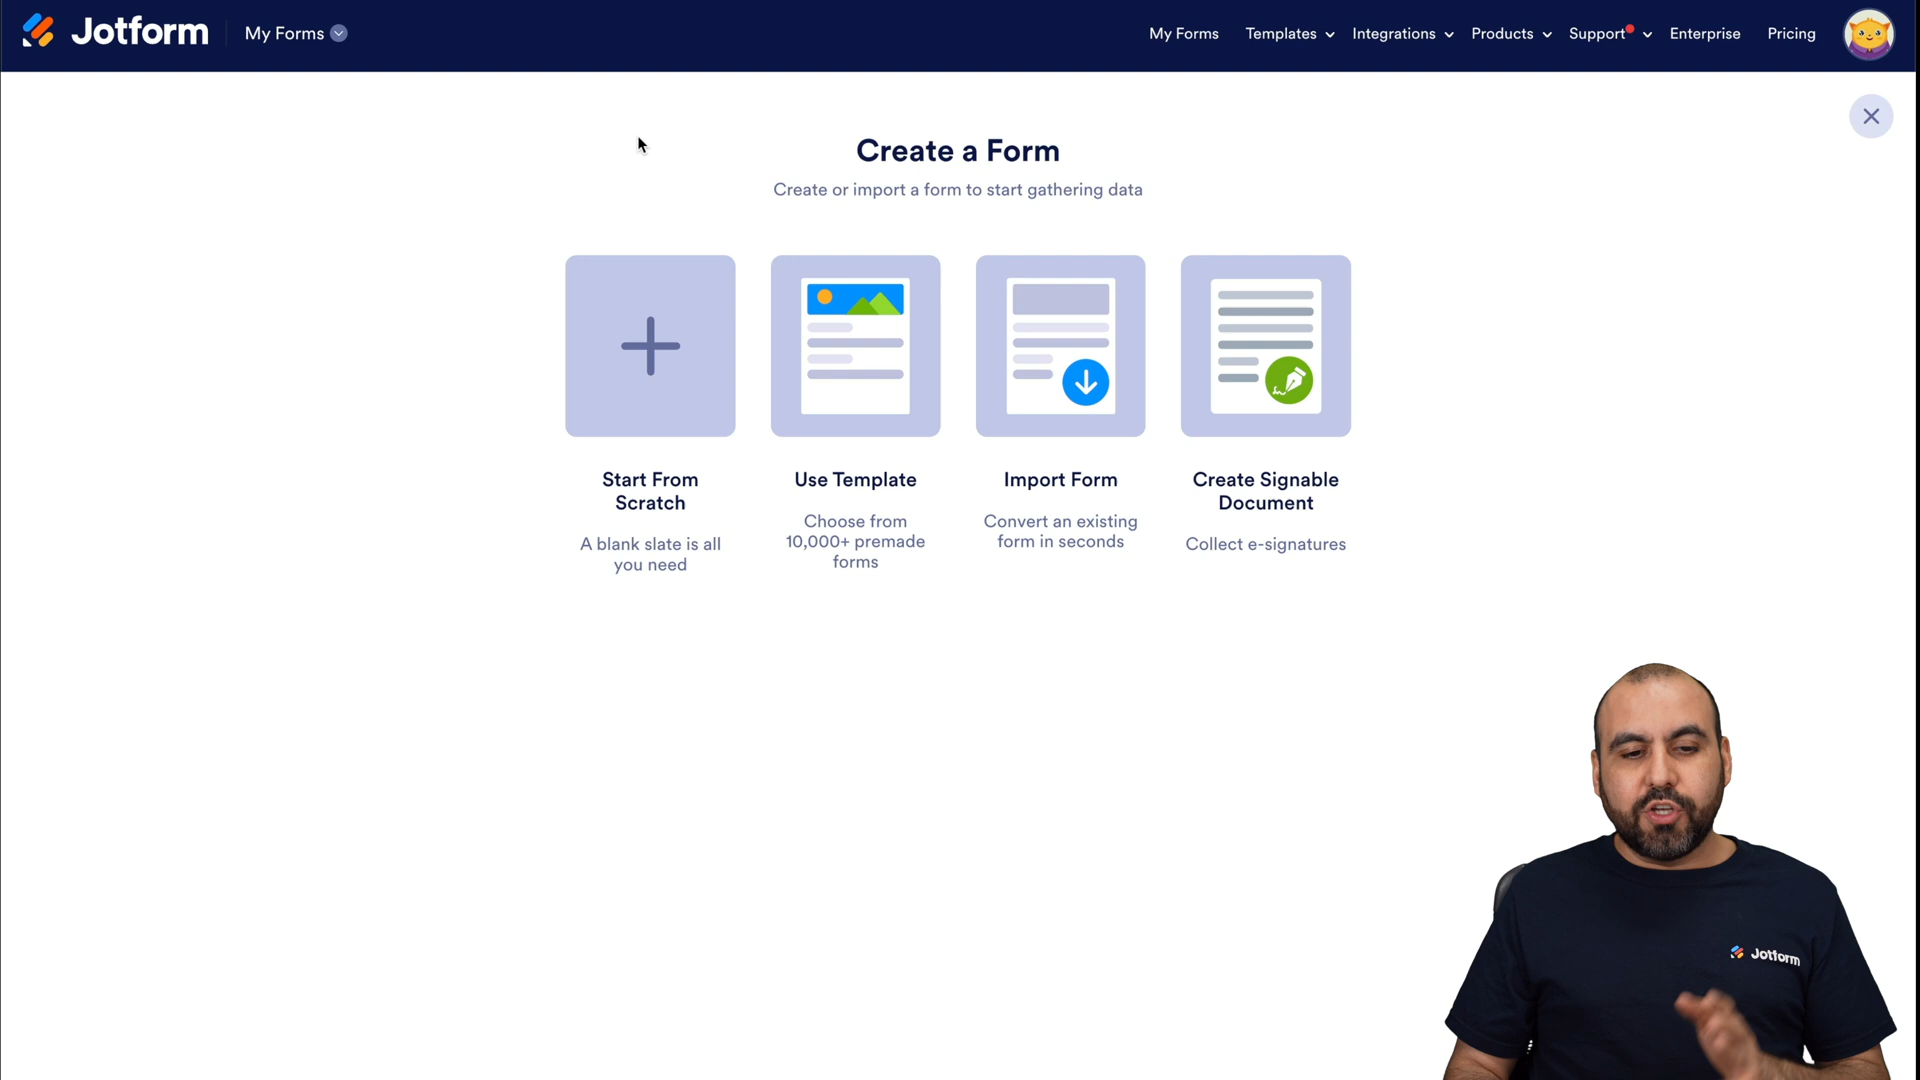 Jotform
My Forms
My Forms
Templates
Integrations
Products
Support
Enterprise
Pricing
Create a Form
Create or import a form to start gathering data
Start From
Scratch
A blank slate is all
you need
Use Template
Choose from
10,000+ premade
forms
Import Form
Convert an existing
form in seconds
Create Signable
Document
Collect e-signatures
Jotform